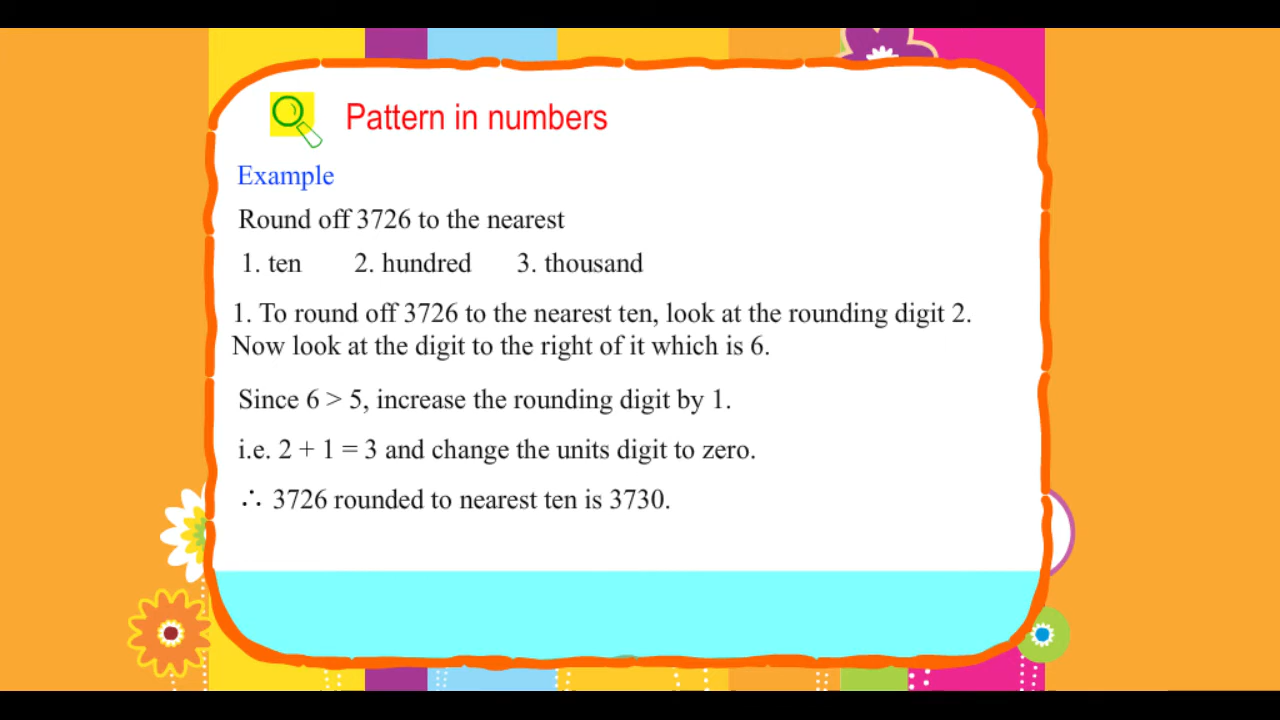 Pattern in numbers
Example
Round off 3726 to the nearest
1. ten 2. hundred 3. thousand
1. To round off 3726 to the nearest ten, look at the rounding digit 2.
Now look at the digit to the right of it which is 6.
Since 6 > 5, increase the rounding digit by 1.
i.e. 2 + 1 = 3 and change the units digit to zero.
∴ 3726 rounded to nearest ten is 3730.